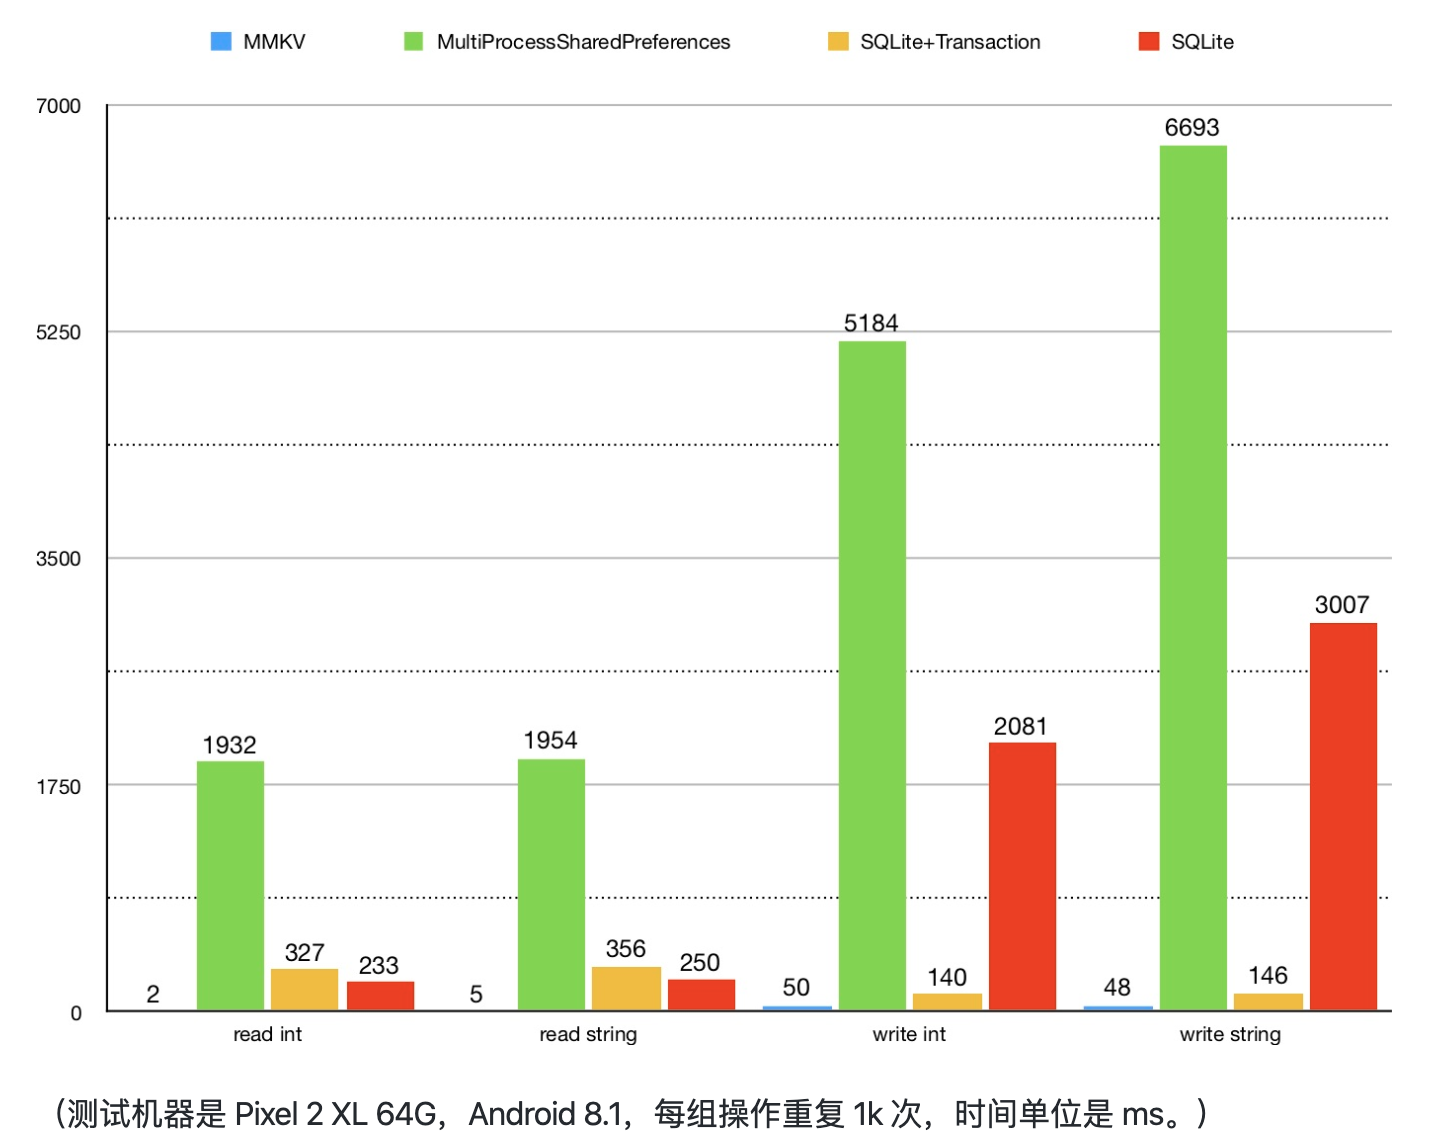 MMKV MultiProcessSharedPreferences SQLite+Transaction SQLite
7000
6693
5250
5184
3500
3007
2081
1932 1954
1750
327 233 356 250
2 5 50 140 48 146
0
read int read string write int write string
（测试机器是 Pixel 2 XL 64G，Android 8.1，每组操作重复 1k 次，时间单位是 ms。）